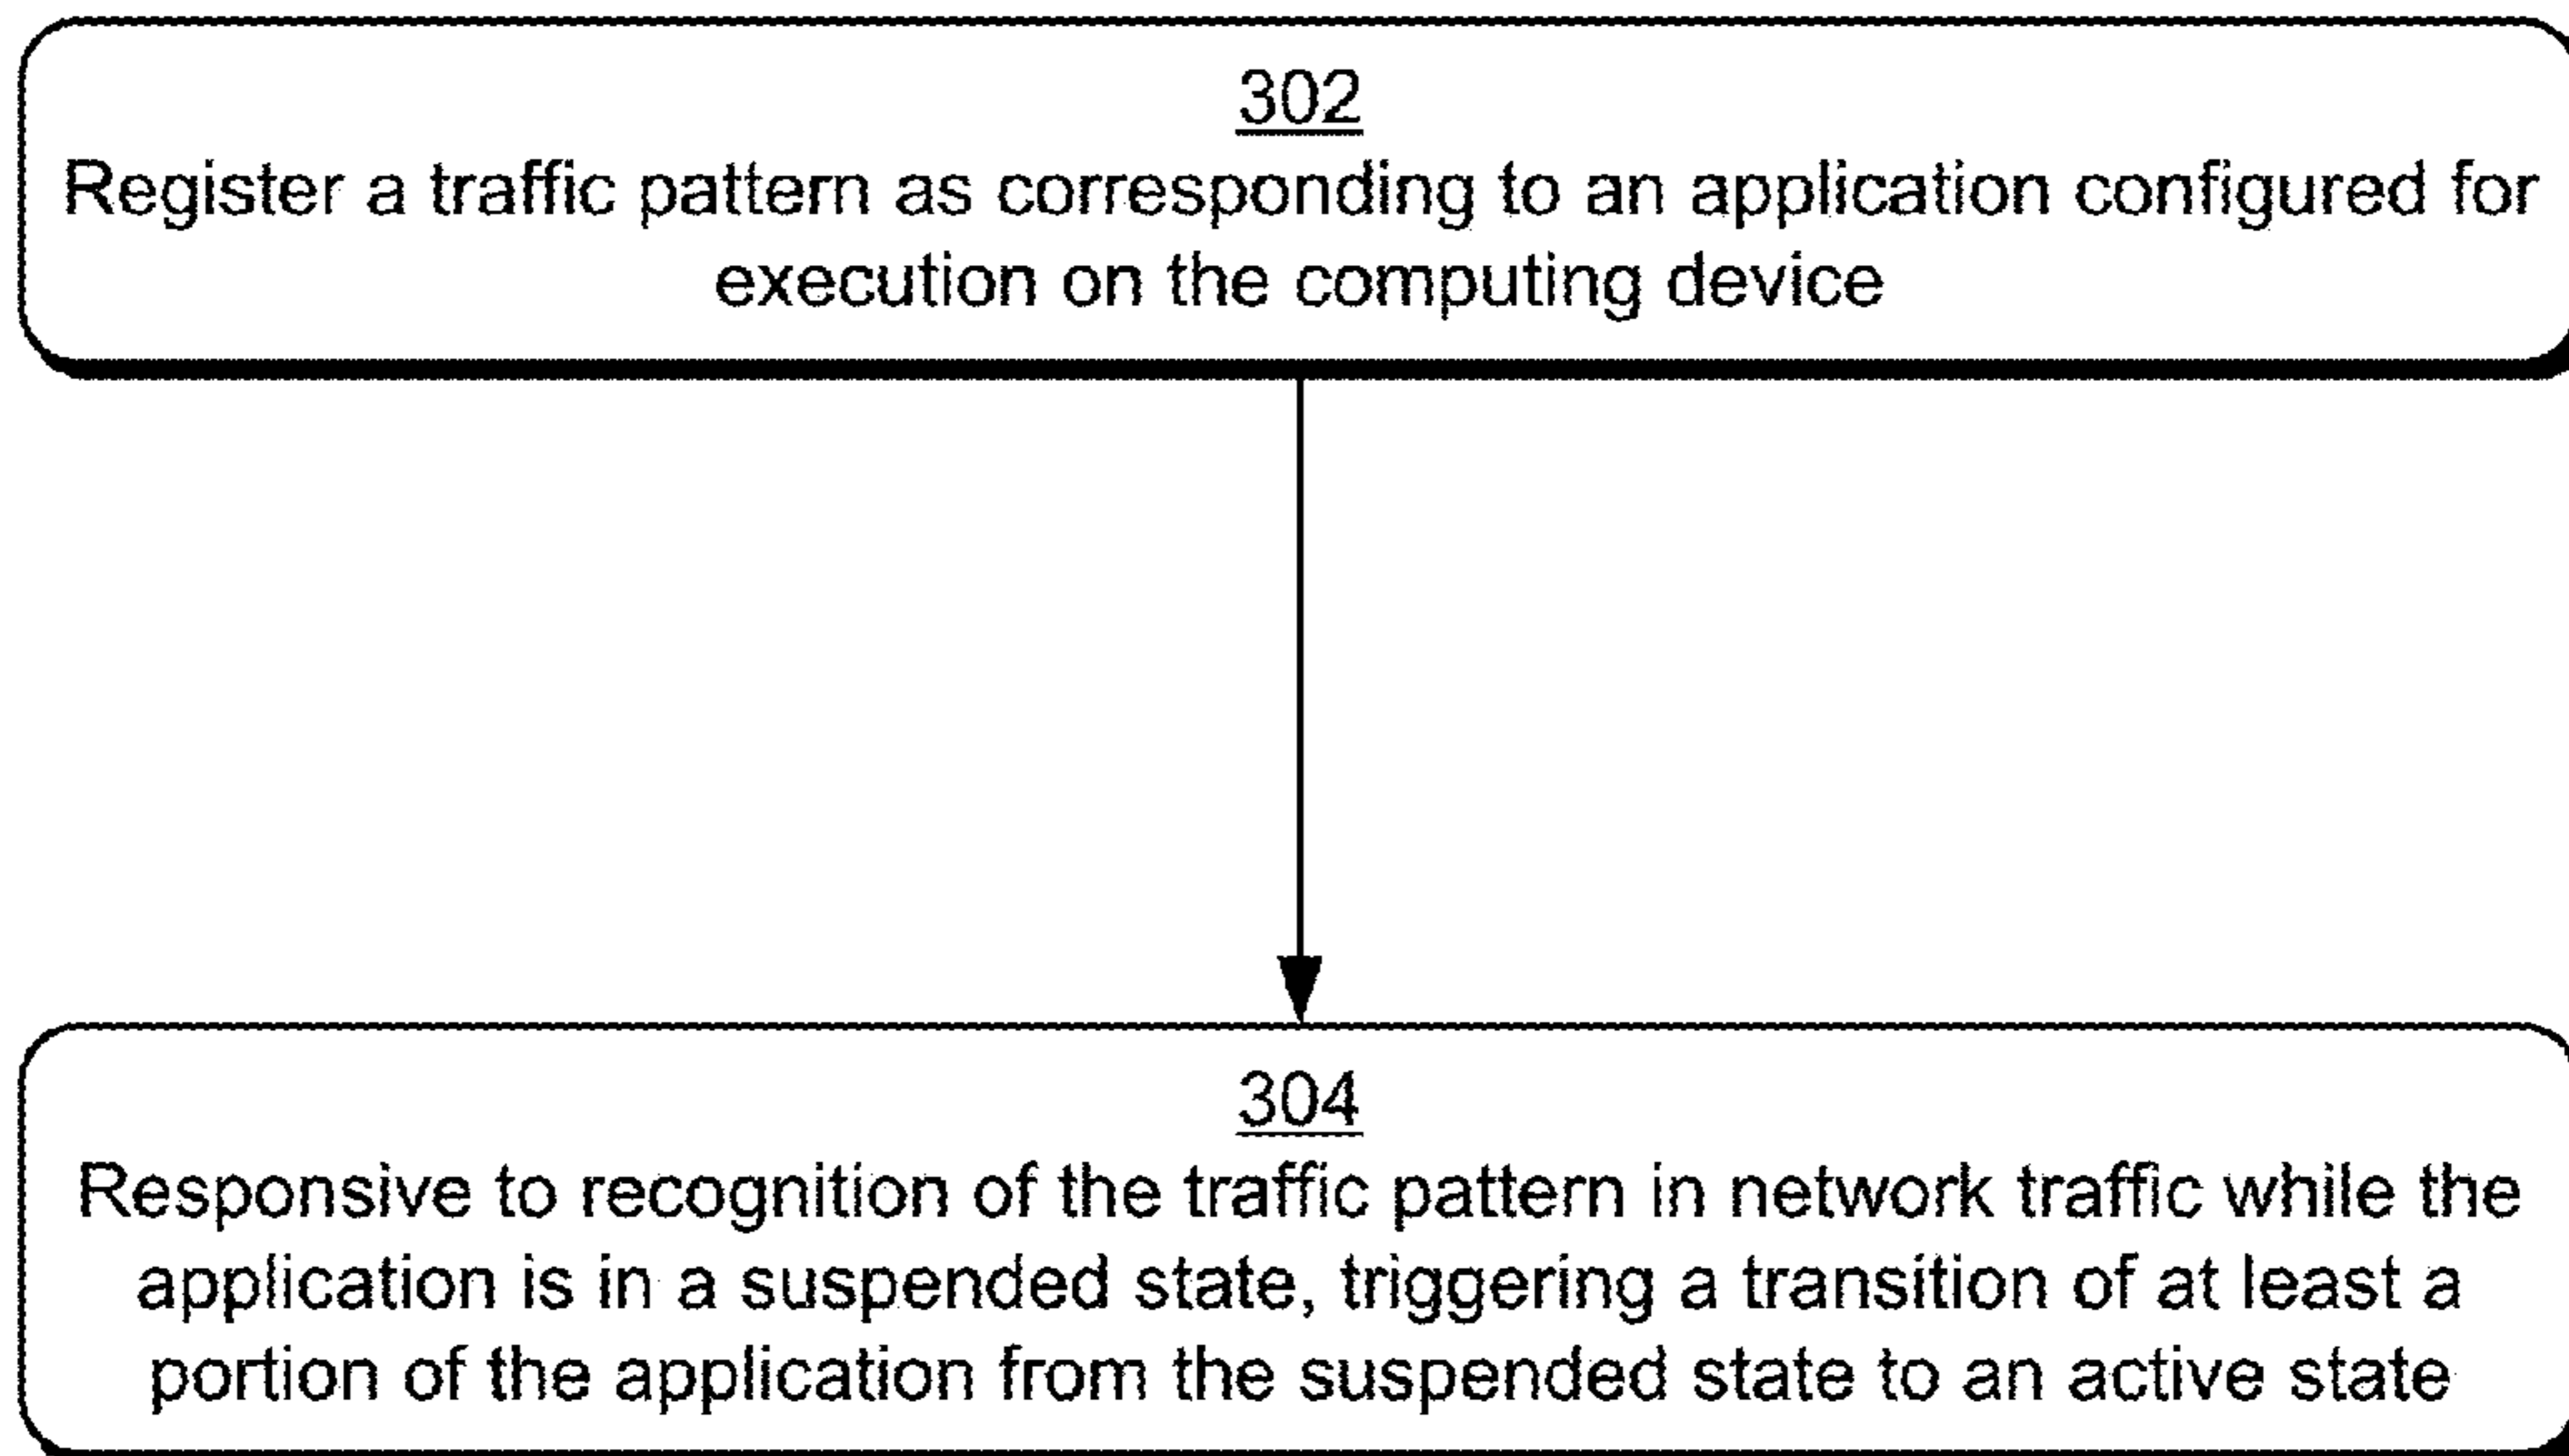 302
Register a traffic pattern as corresponding to an application configured for
execution on the computing device
304
Responsive to recognition of the traffic pattern in network traffic while the
application is in a suspended state, triggering a transition of at least a
portion of the application from the suspended state to an active state